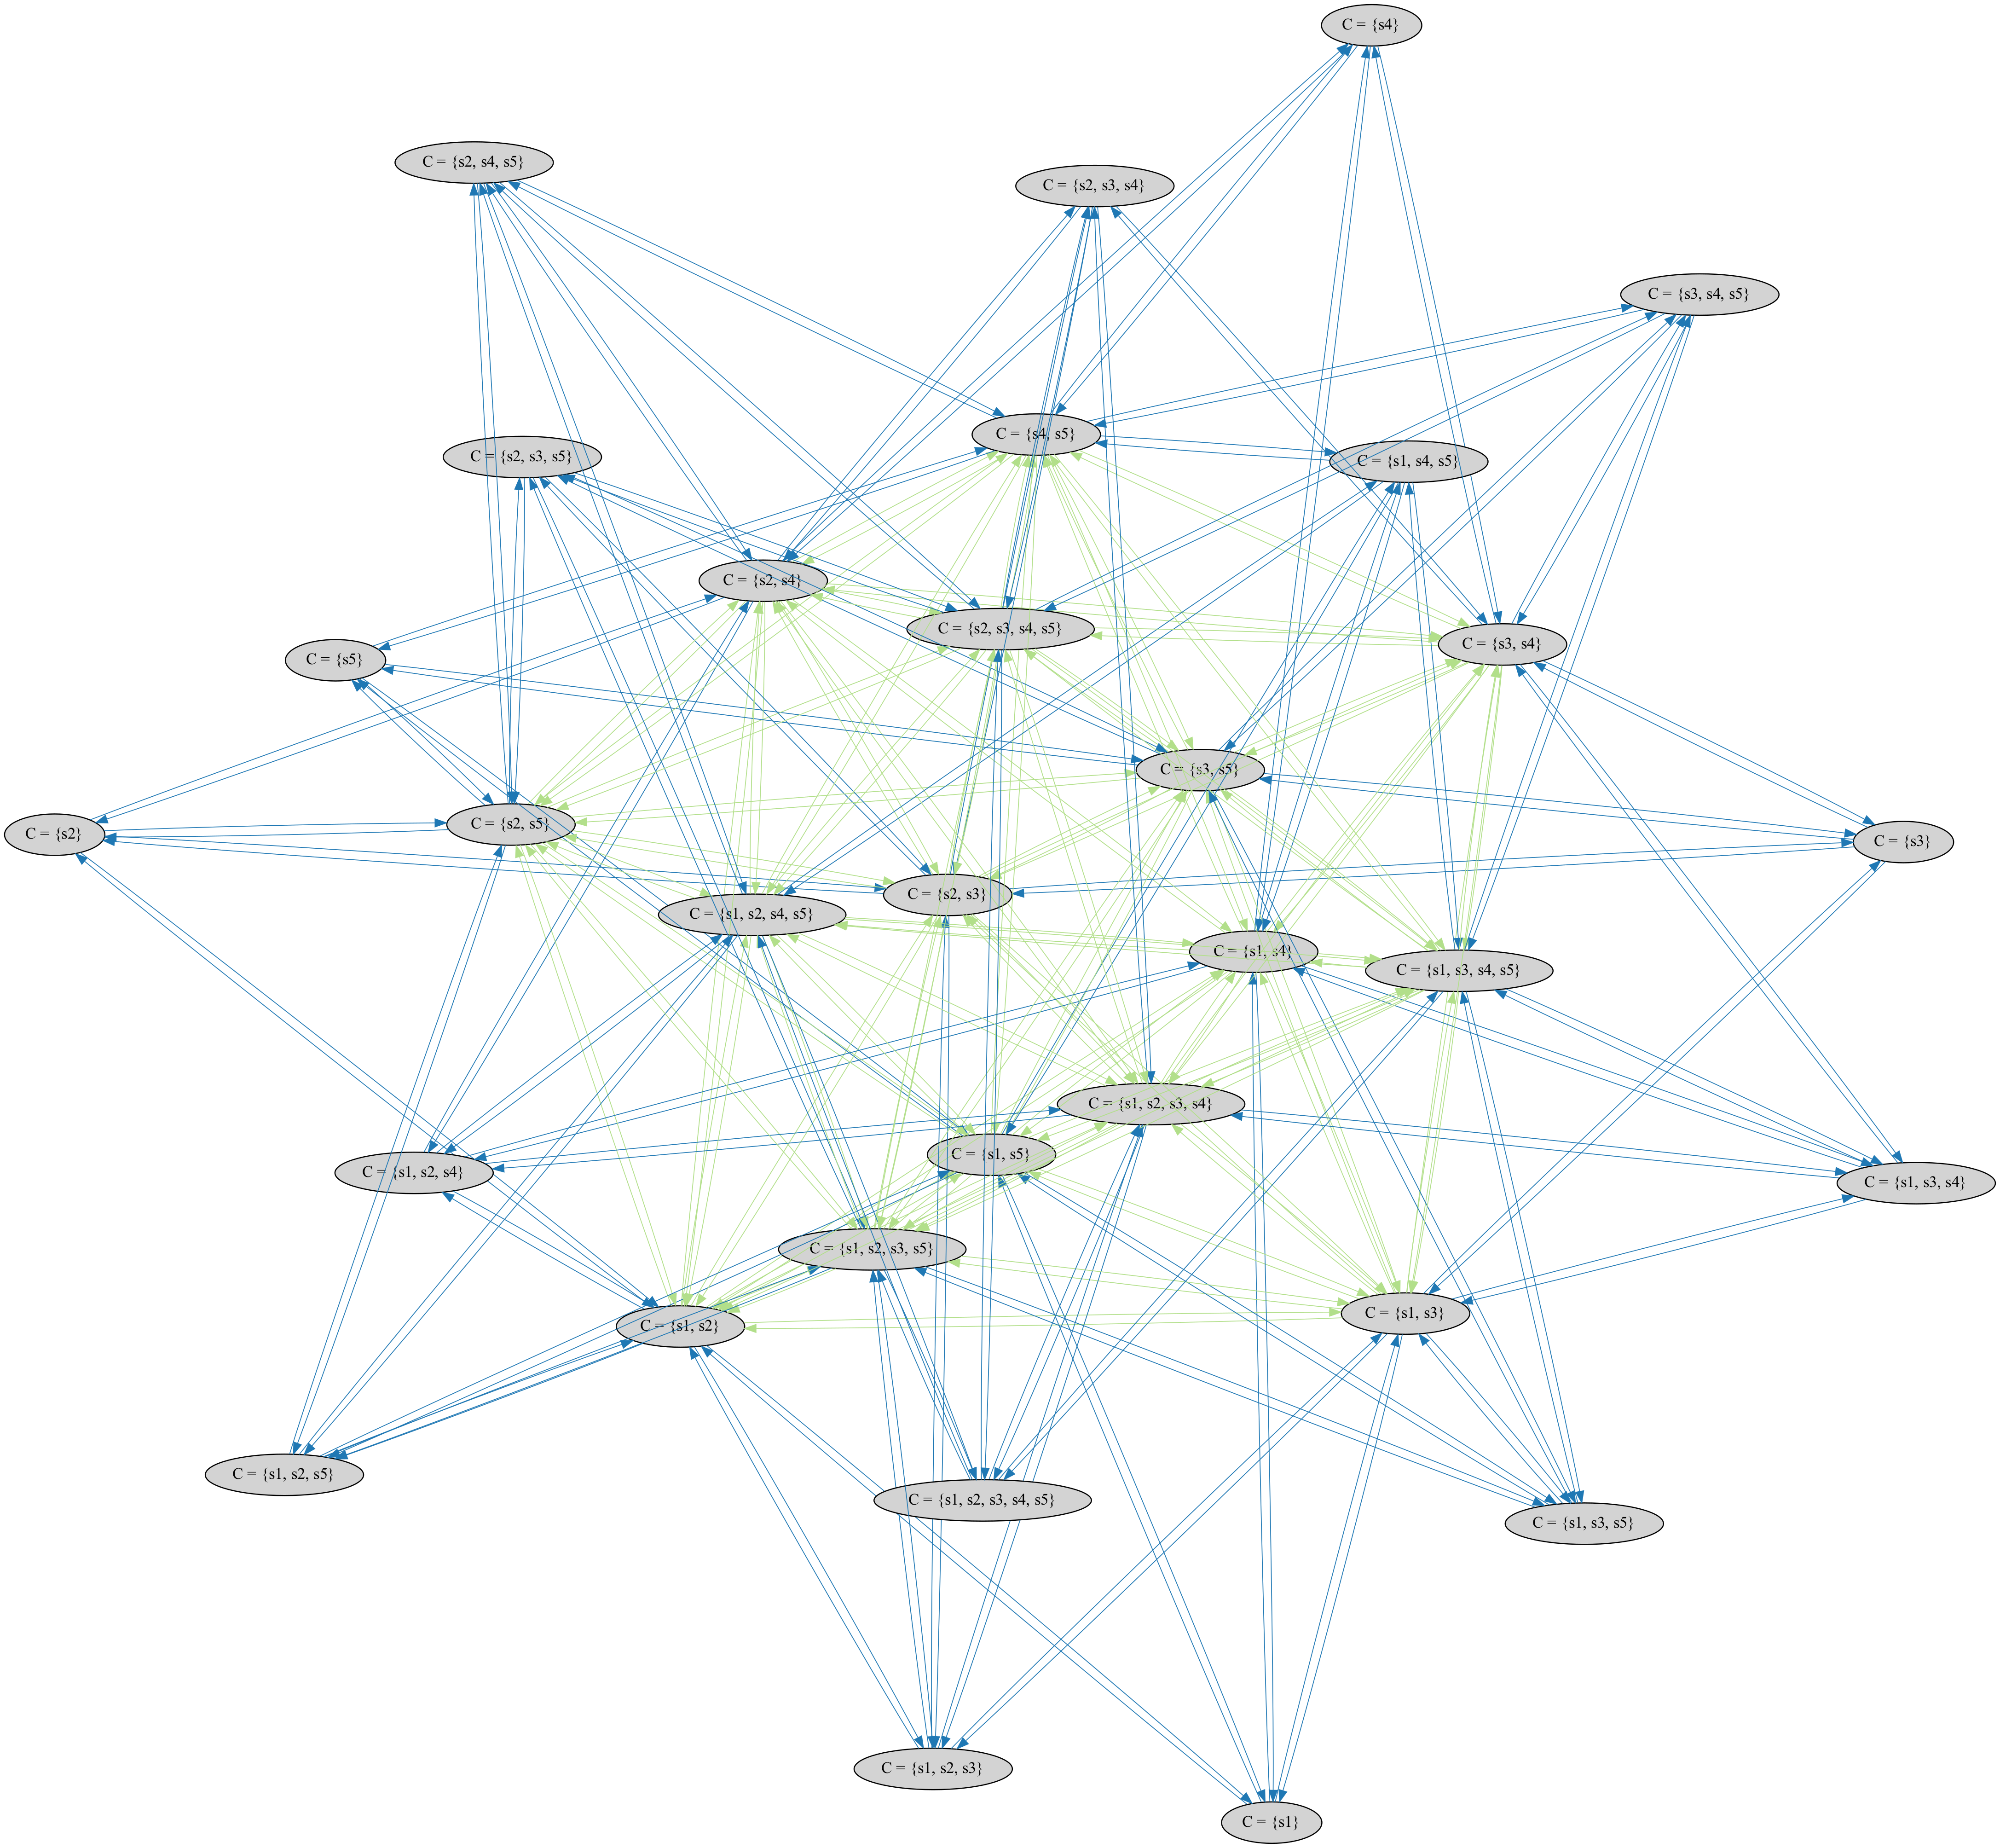 C = {s4}
C = {s2, s4, s5}
C = {s2, s3, s4}
C = {s3, s4, s5}
C = {s4, s5}
C = {s2, s3, s5}
C = {s1, s4, s5}
C = {s2, s4}
C = {s2, s3, s4, s5}
C = {s3, s4}
C = {s5}
C = {s3, s5}
C = {s2, s5}
C = {s2}
C = {s3}
C = {s2, s3}
C = {s1, s2, s4, s5}
C = {s1, s4}
C = {s1, s3, s4, s5}
C = {s1, s2, s3, s4}
C = {s1, s5}
C = {s1, s2, s4}
C = {s1, s3, s4}
C = {s1, s2, s3, s5}
C = {s1, s3}
C = {s1, s2}
C = {s1, s2, s5}
C = {s1, s2, s3, s4, s5}
C = {s1, s3, s5}
C = {s1, s2, s3}
C = {s1}